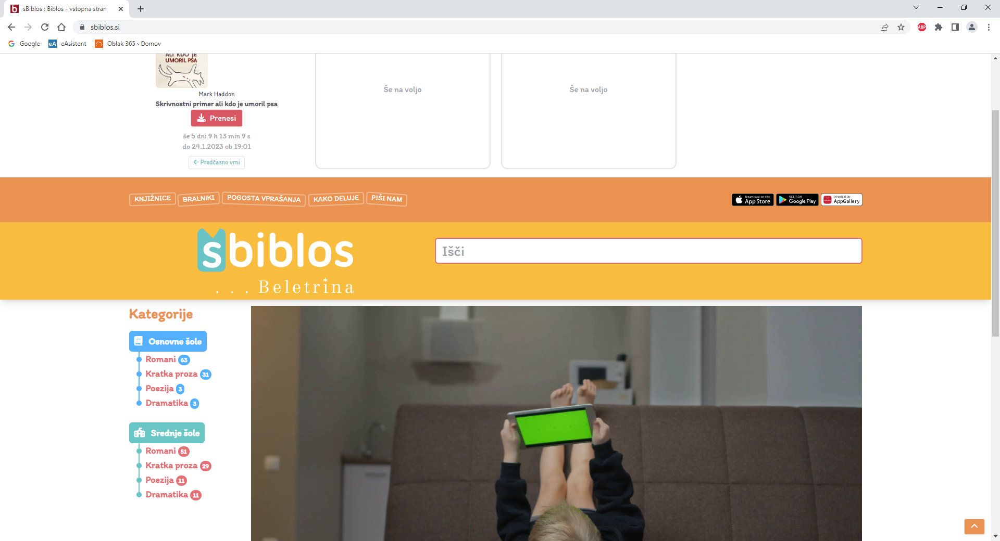 sBiblos : Biblos - vstopna stran
sbiblos.si
ABP
Google
eA eAsistent
Oblak 365 › Domov
ALI KDO JE
UMORIL PSA
Mark Haddon
Skrivnostni primer ali kdo je umoril psa
Prenesi
še 5 dni 9 h 13 min 9 s
do 24.1.2023 ob 19:01
Predčasno vrni
Še na voljo
Še na voljo
KNJIŽNICE
BRALNIKI
POGOSTA VPRAŠANJA
KAKO DELUJE
PIŠI NAM
Download on the
App Store
GET IT ON
Google Play
EXPLORE IT ON
AppGallery
sbiblos
. . . Beletrina
Išči
Kategorije
Osnovne šole
Romani 63
Kratka proza 31
Poezija 3
Dramatika 3
Srednje šole
Romani 51
Kratka proza 29
Poezija 11
Dramatika 11